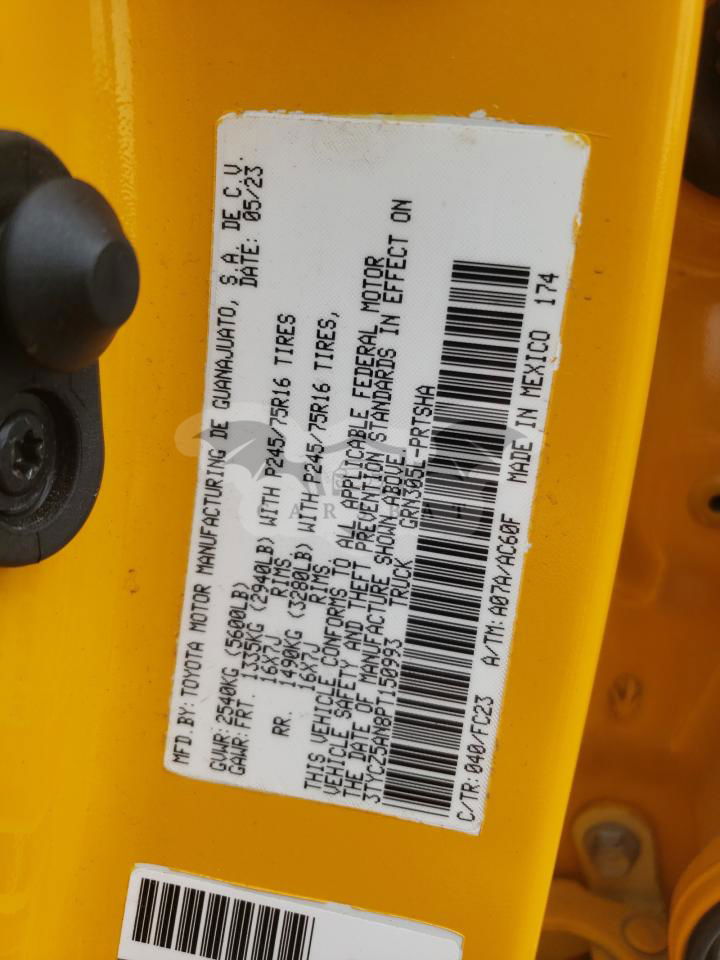 MFD.BY: TOYOTA MOTOR MANUFACTURING DE GUANAJUATO, S.A. DE C.V.
DATE: 05/23
GVWR: 2540KG (5600LB)
GAWR: FRT. 1335KG (2940LB) WITH P245/75R16 TIRES
16X7J RIMS
RR. 1490KG (3280LB) WITH P245/75R16 TIRES,
16X7J RIMS,
THIS VEHICLE CONFORMS TO ALL APPLICABLE FEDERAL MOTOR
VEHICLE SAFETY AND THEFT PREVENTION STANDARDS IN EFFECT ON
THE DATE OF MANUFACTURE SHOWN ABOVE.
3TYCZ5AN8PT150993 TRUCK GRN305L-PRTSHA
C/TR: 040/FC23 A/TM: A07A/AC60F MADE IN MEXICO 174